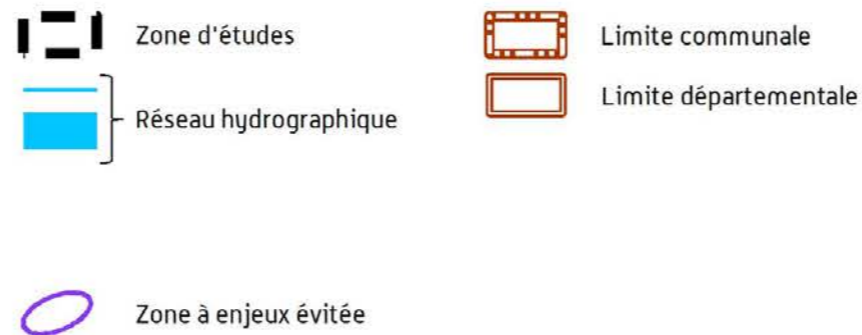 Zone d'études
Limite communale
Réseau hydrographique
Limite départementale
Zone à enjeux évitée